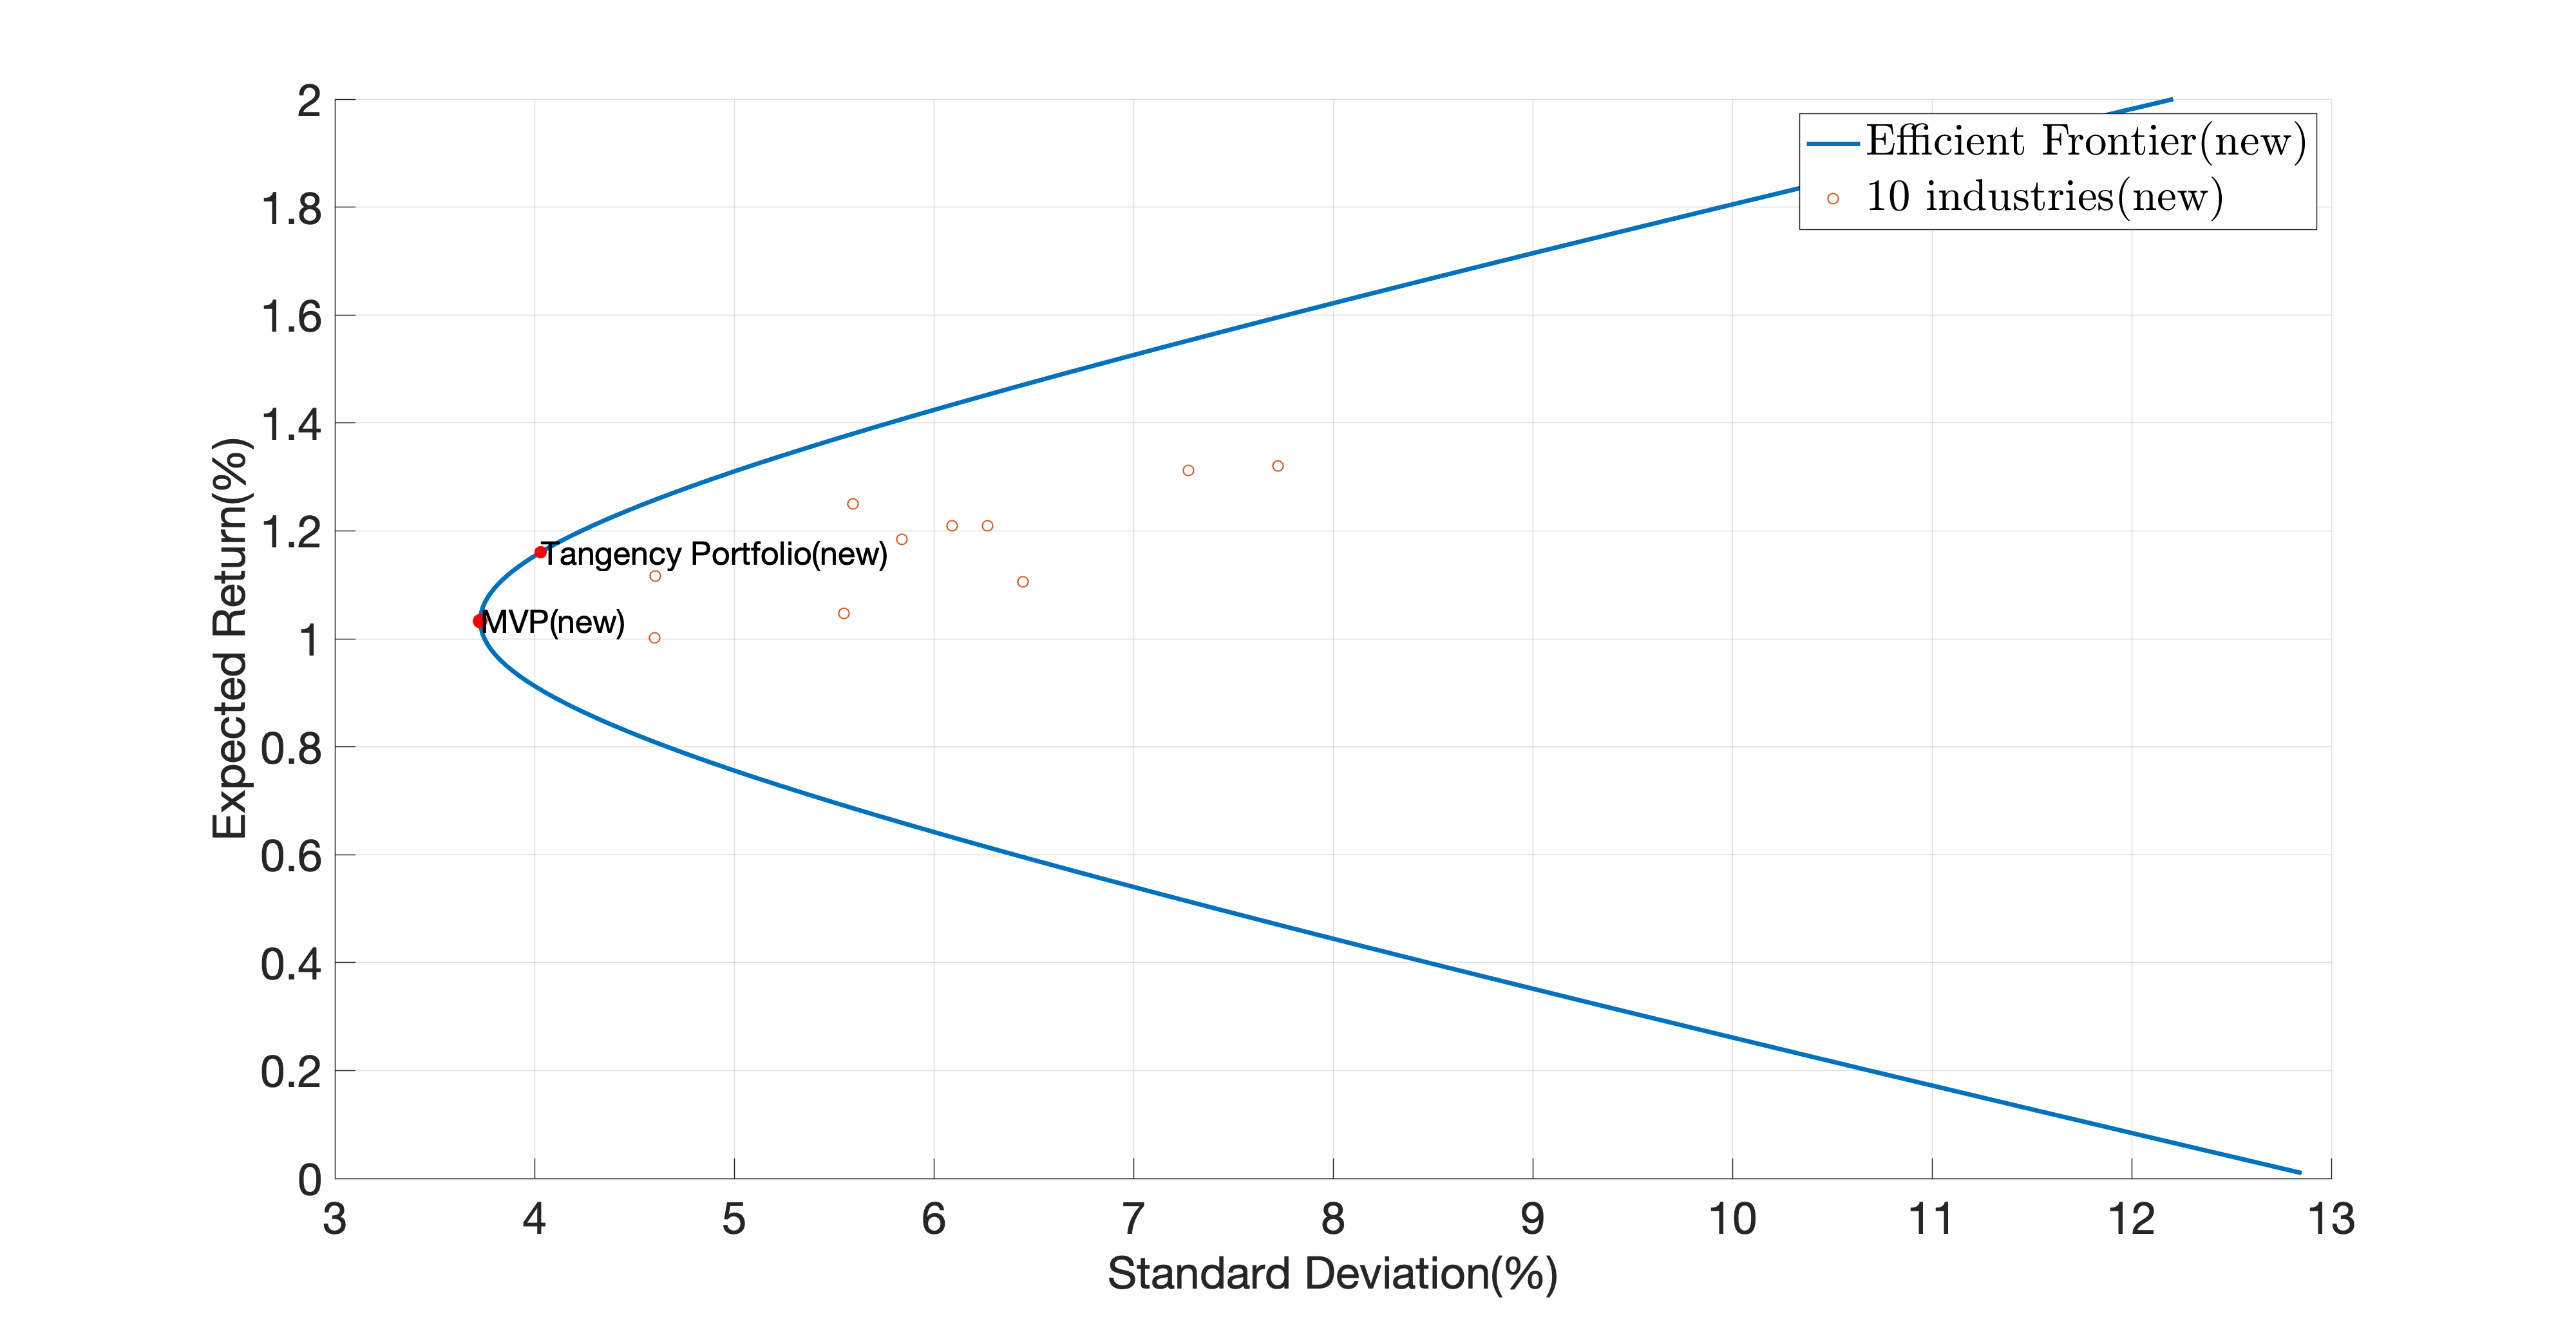 2
1.8
1.6
1.4
1.2
1
0.8
0.6
0.4
0.2
0
Expected Return(%)
Efficient Frontier(new)
10 industries(new)
Tangency Portfolio(new)
MVP(new)
3 4 5 6 7 8 9 10 11 12 13
Standard Deviation(%)